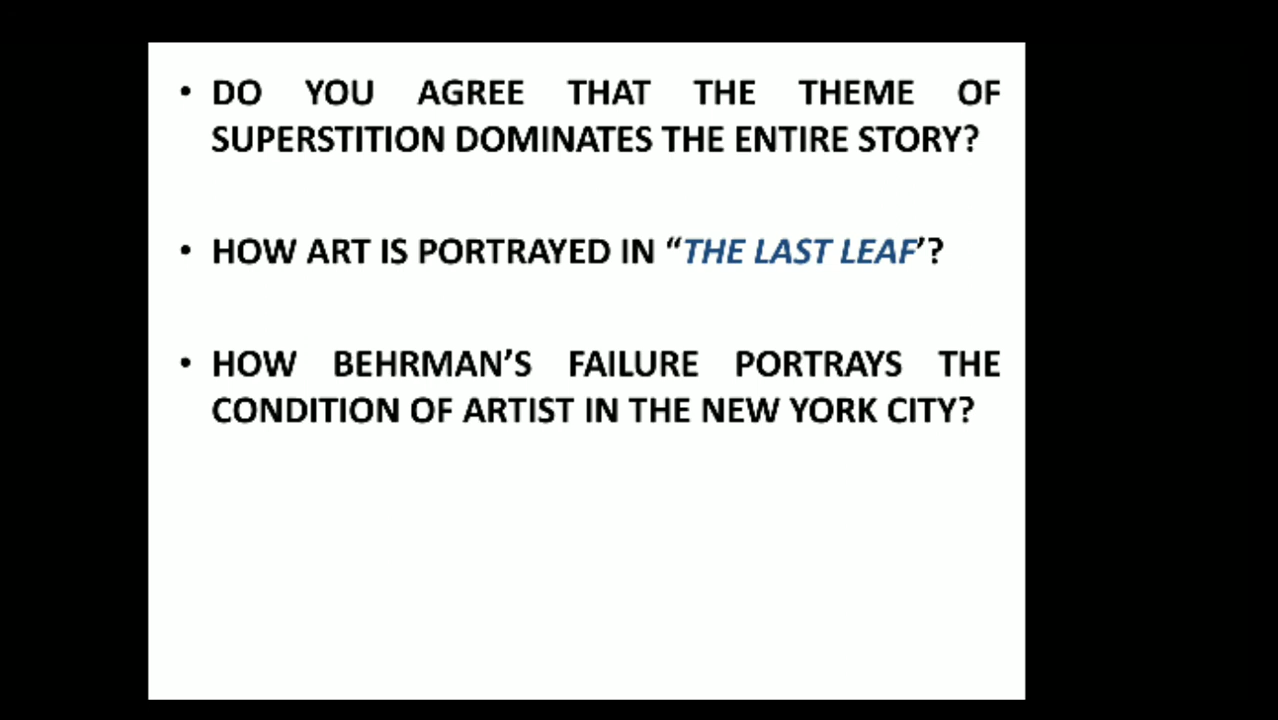 • DO YOU AGREE THAT THE THEME OF
SUPERSTITION DOMINATES THE ENTIRE STORY?
• HOW ART IS PORTRAYED IN “THE LAST LEAF’?
• HOW BEHRMAN’S FAILURE PORTRAYS THE
CONDITION OF ARTIST IN THE NEW YORK CITY?